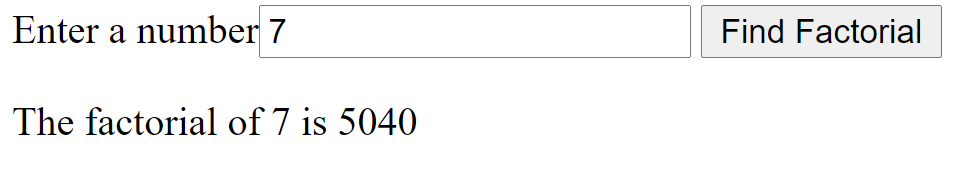 Enter a number 7 Find Factorial
The factorial of 7 is 5040